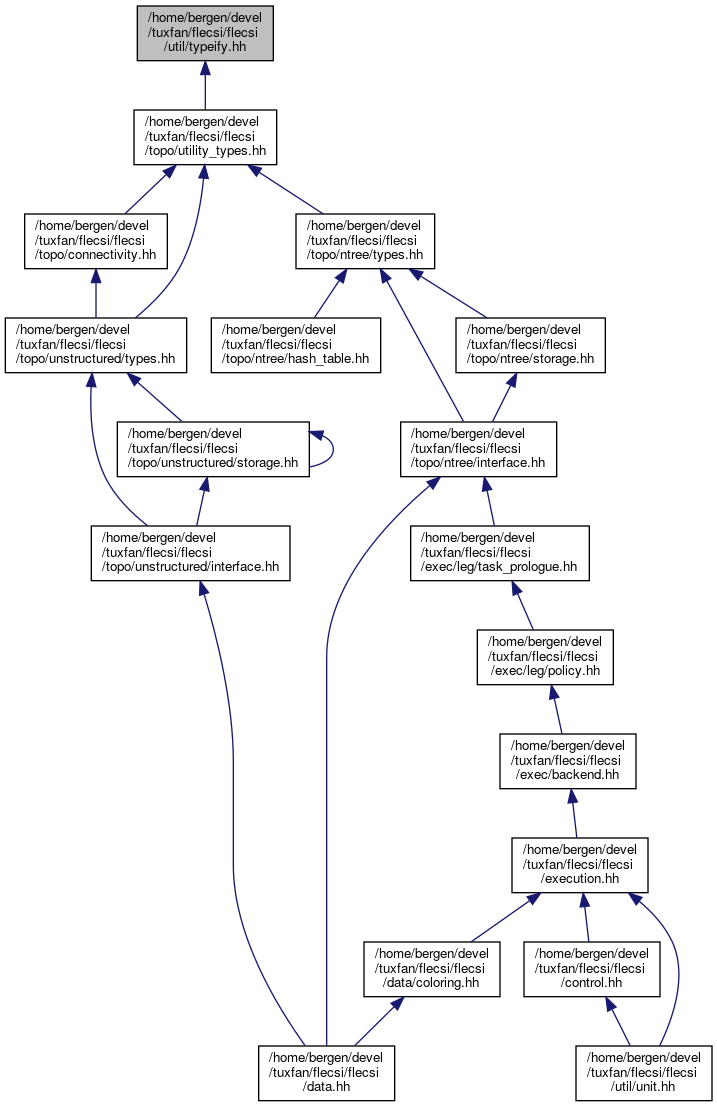 /home/bergen/devel
/tuxfan/flecsi/flecsi
/util/typeify.hh
/home/bergen/devel
/tuxfan/flecsi/flecsi
/topo/utility_types.hh
/home/bergen/devel
/tuxfan/flecsi/flecsi
/topo/connectivity.hh
/home/bergen/devel
/tuxfan/flecsi/flecsi
/topo/ntree/types.hh
/home/bergen/devel
/tuxfan/flecsi/flecsi
/topo/unstructured/types.hh
/home/bergen/devel
/tuxfan/flecsi/flecsi
/topo/ntree/hash_table.hh
/home/bergen/devel
/tuxfan/flecsi/flecsi
/topo/ntree/storage.hh
/home/bergen/devel
/tuxfan/flecsi/flecsi
/topo/unstructured/storage.hh
/home/bergen/devel
/tuxfan/flecsi/flecsi
/topo/ntree/interface.hh
/home/bergen/devel
/tuxfan/flecsi/flecsi
/topo/unstructured/interface.hh
/home/bergen/devel
/tuxfan/flecsi/flecsi
/exec/leg/task_prologue.hh
/home/bergen/devel
/tuxfan/flecsi/flecsi
/exec/leg/policy.hh
/home/bergen/devel
/tuxfan/flecsi/flecsi
/exec/backend.hh
/home/bergen/devel
/tuxfan/flecsi/flecsi
/execution.hh
/home/bergen/devel
/tuxfan/flecsi/flecsi
/data/coloring.hh
/home/bergen/devel
/tuxfan/flecsi/flecsi
/control.hh
/home/bergen/devel
/tuxfan/flecsi/flecsi
/data.hh
/home/bergen/devel
/tuxfan/flecsi/flecsi
/util/unit.hh